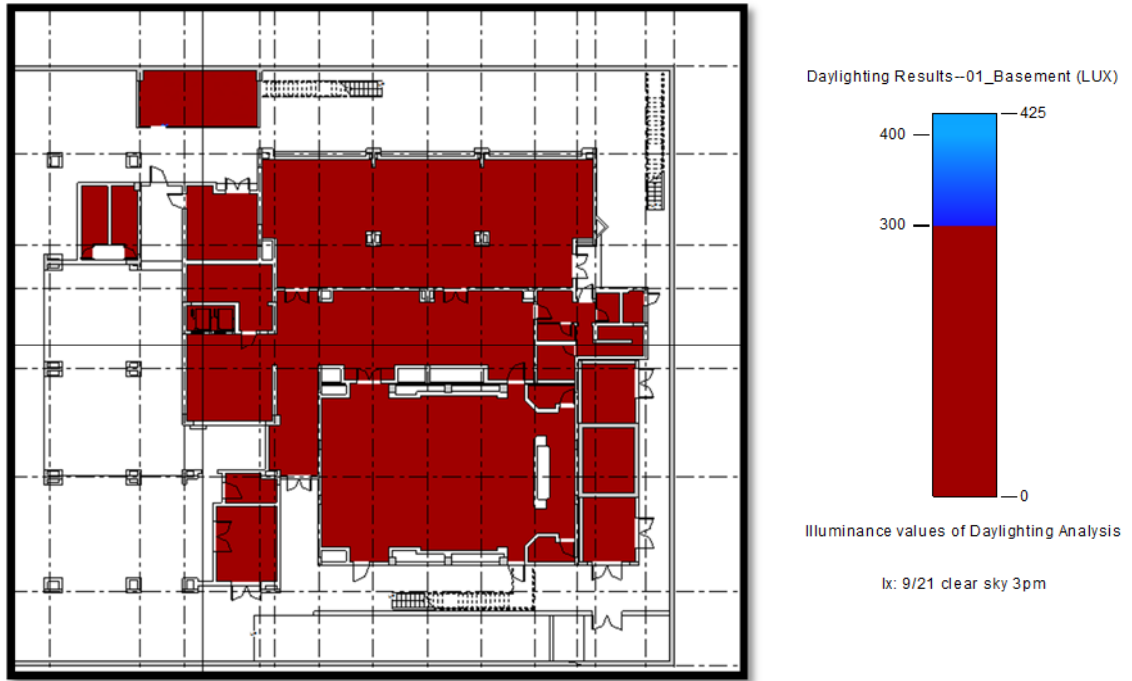 Daylighting Results--01_Basement (LUX)
425
400
300
0
Illuminance values of Daylighting Analysis
lx: 9/21 clear sky 3pm